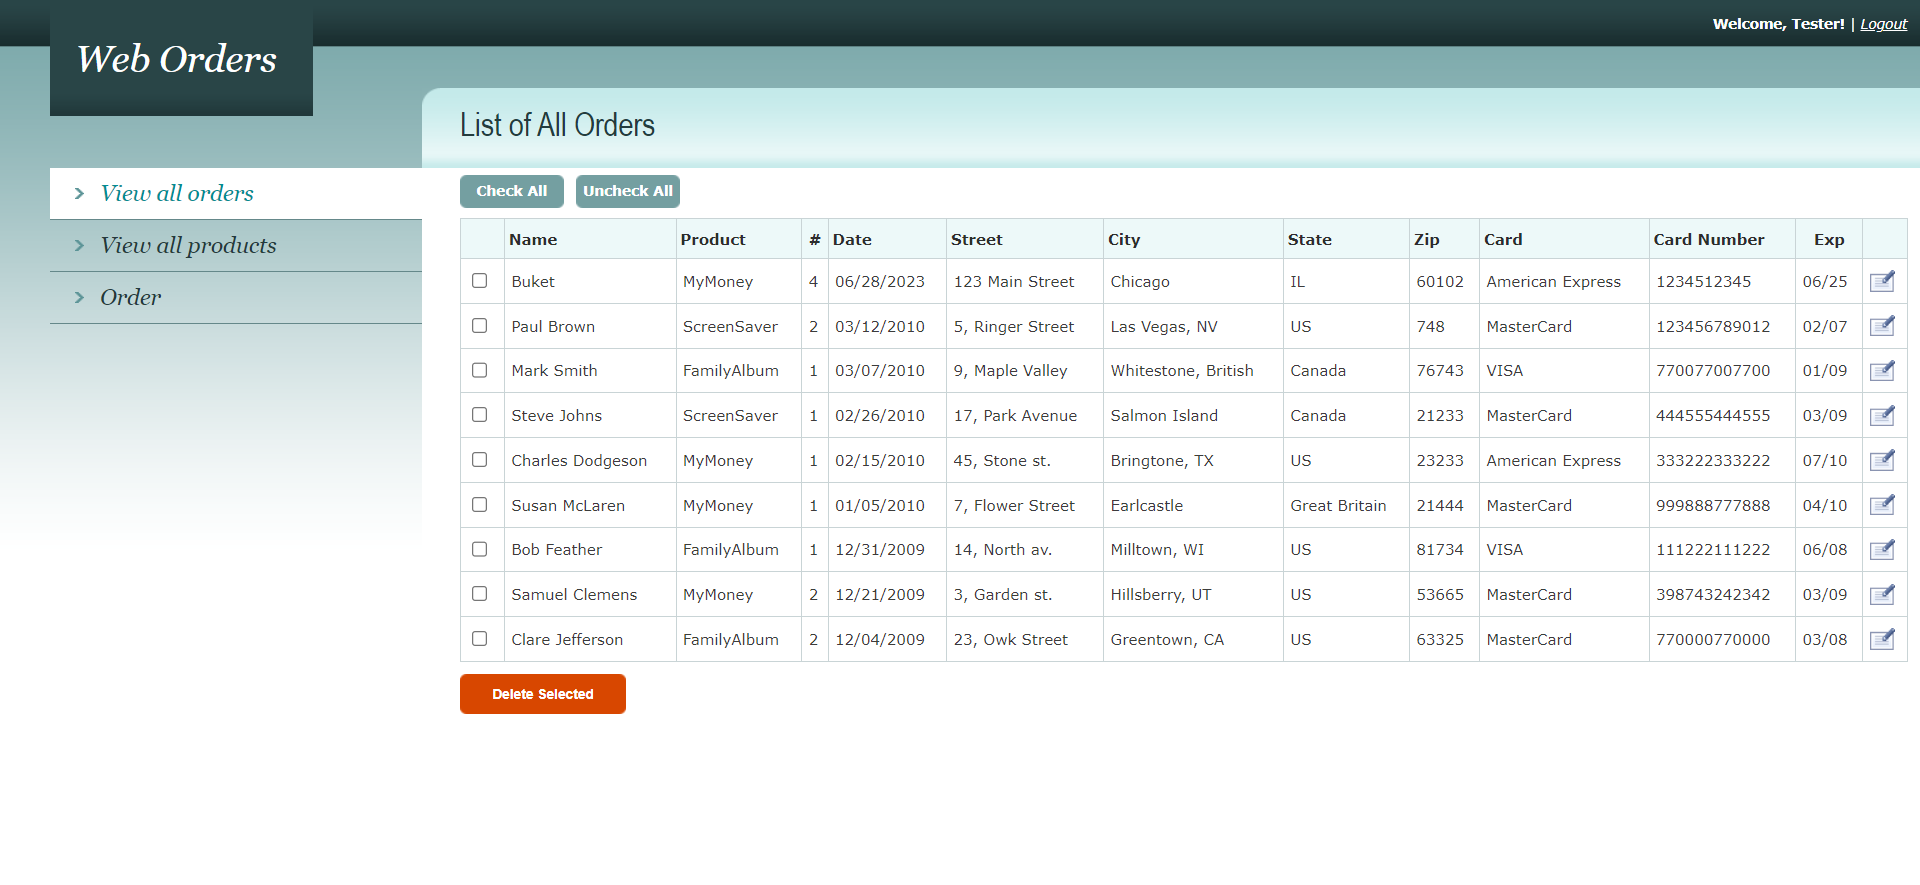 Welcome, Tester! | Logout
Web Orders
List of All Orders
View all orders
View all products
Order
Check All Uncheck All
Name Product # Date Street City State Zip Card Card Number Exp
Buket MyMoney 4 06/28/2023 123 Main Street Chicago IL 60102 American Express 1234512345 06/25
Paul Brown ScreenSaver 2 03/12/2010 5, Ringer Street Las Vegas, NV US 748 MasterCard 123456789012 02/07
Mark Smith FamilyAlbum 1 03/07/2010 9, Maple Valley Whitestone, British Canada 76743 VISA 770077007700 01/09
Steve Johns ScreenSaver 1 02/26/2010 17, Park Avenue Salmon Island Canada 21233 MasterCard 444555444555 03/09
Charles Dodgeson MyMoney 1 02/15/2010 45, Stone st. Bringtone, TX US 23233 American Express 333222333222 07/10
Susan McLaren MyMoney 1 01/05/2010 7, Flower Street Earlcastle Great Britain 21444 MasterCard 999888777888 04/10
Bob Feather FamilyAlbum 1 12/31/2009 14, North av. Milltown, WI US 81734 VISA 111222111222 06/08
Samuel Clemens MyMoney 2 12/21/2009 3, Garden st. Hillsberry, UT US 53665 MasterCard 398743242342 03/09
Clare Jefferson FamilyAlbum 2 12/04/2009 23, Owk Street Greentown, CA US 63325 MasterCard 770000770000 03/08
Delete Selected